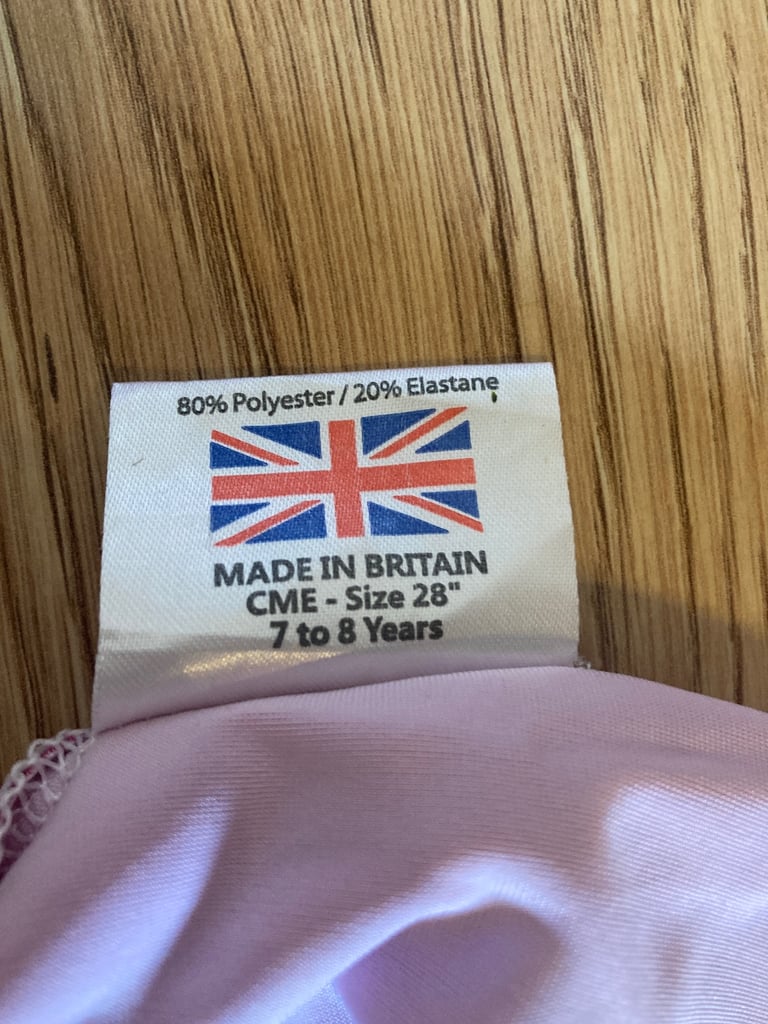 80% Polyester / 20% Elastane
MADE IN BRITAIN
CME - Size 28"
7 to 8 Years